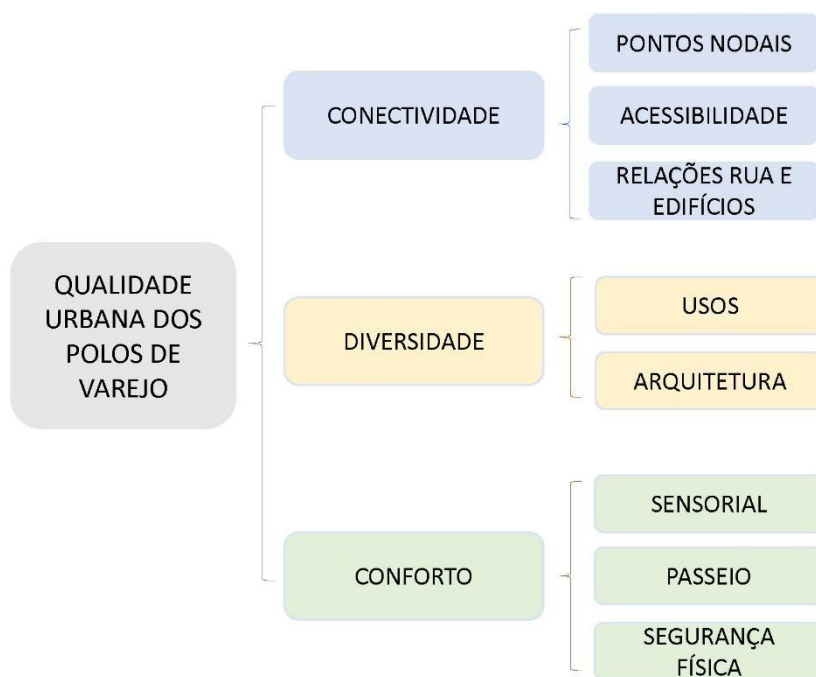 QUALIDADE
URBANA DOS
POLOS DE
VAREJO
CONECTIVIDADE
PONTOS NODAIS
ACESSIBILIDADE
RELAÇÕES RUA E
EDIFÍCIOS
DIVERSIDADE
USOS
ARQUITETURA
CONFORTO
SENSORIAL
PASSEIO
SEGURANÇA
FÍSICA